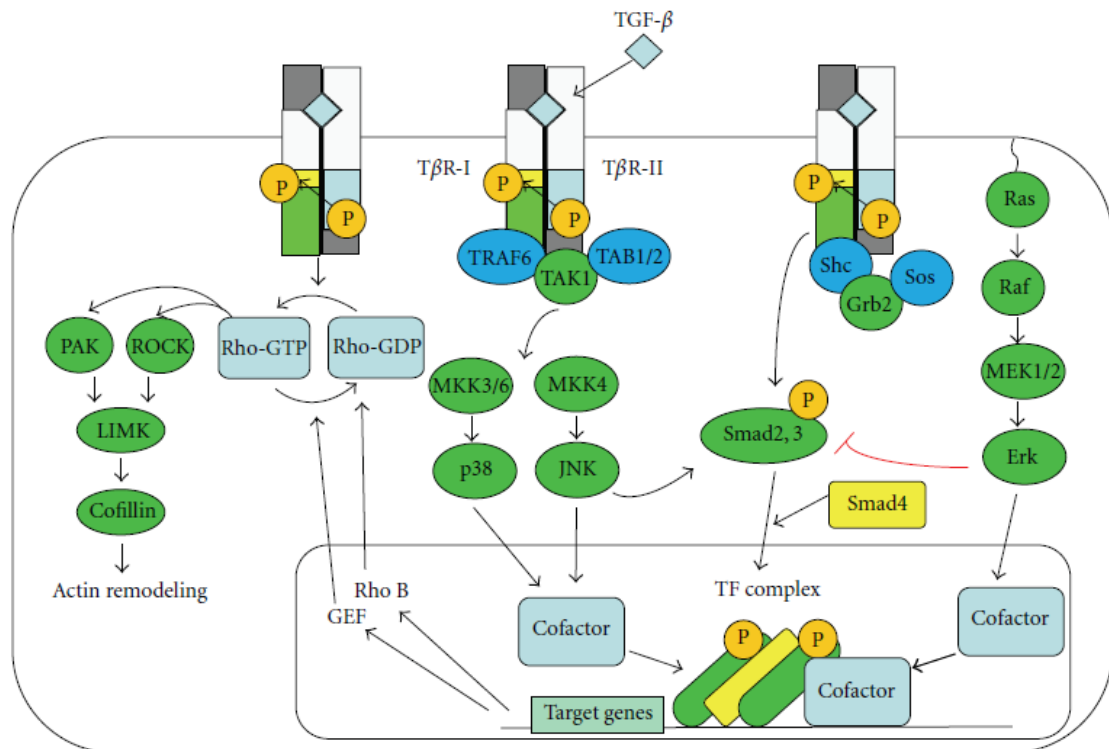 TGF-β
TβR-I
TβR-II
P
P
P
P
P
P
TRAF6
TAK1
TAB1/2
Shc
Grb2
Sos
Ras
Raf
MEK1/2
Erk
PAK
ROCK
Rho-GTP
Rho-GDP
LIMK
Cofillin
Actin remodeling
MKK3/6
MKK4
p38
JNK
P
Smad2, 3
Smad4
Rho B
GEF
Cofactor
TF complex
P
P
Cofactor
Cofactor
Target genes